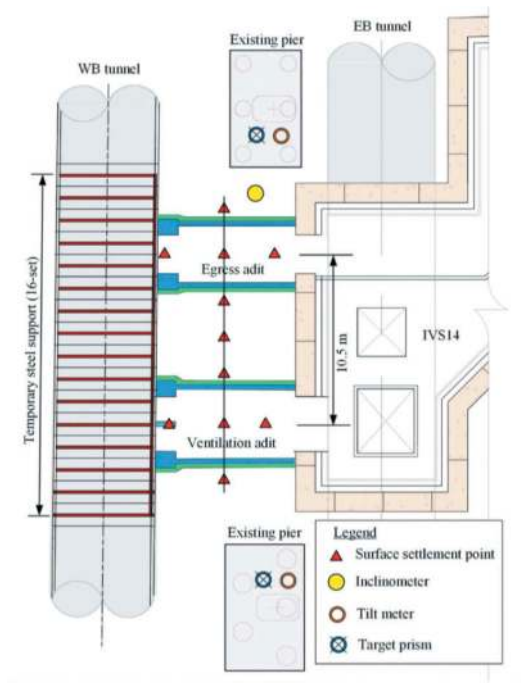 EB tunnel
Existing pier
WB tunnel
Temporary steel support (16-set)
Egress adit
10.5 m
IVS14
Ventilation adit
Existing pier
Legend
Surface settlement point
Inclinometer
Tilt meter
Target prism